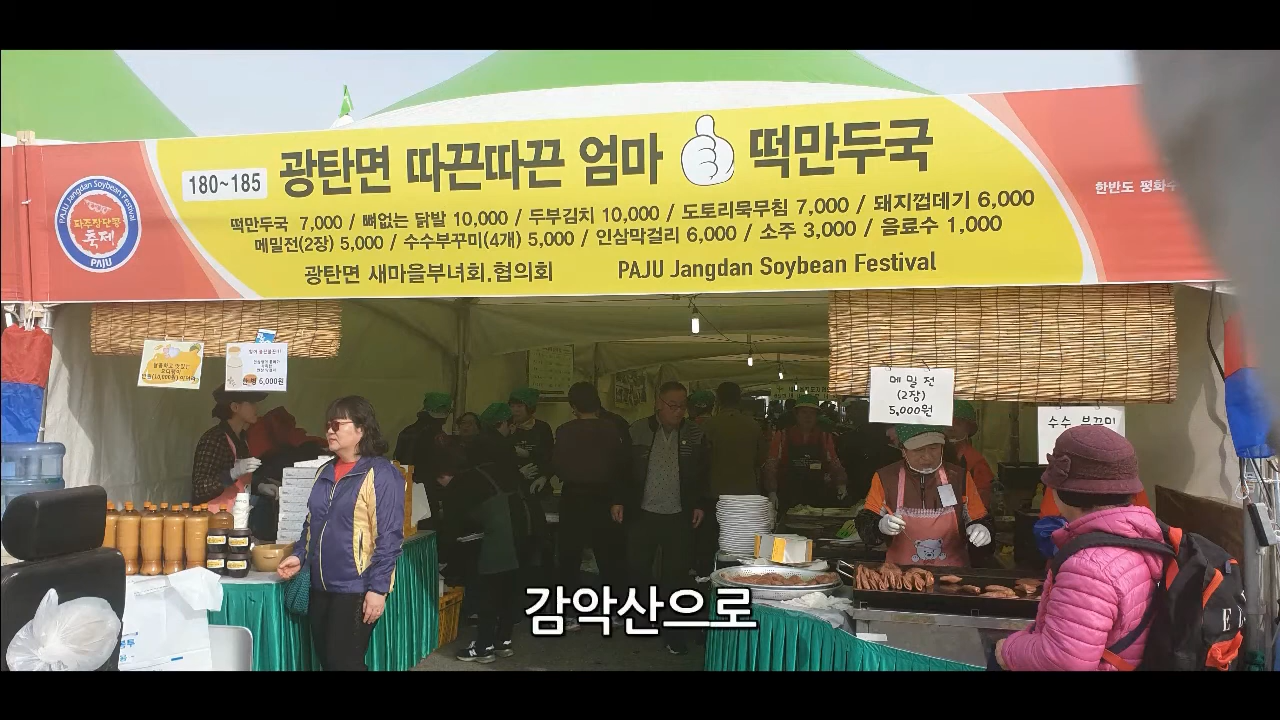 180~185
광탄면 따끈따끈 엄마 떡만두국
떡만두국 7,000 / 뼈없는 닭발 10,000 / 두부김치 10,000 / 도토리묵무침 7,000 / 돼지껍데기 6,000
메밀전(2장) 5,000 / 수수부꾸미(4개) 5,000 / 인삼막걸리 6,000 / 소주 3,000 / 음료수 1,000
광탄면 새마을부녀회.협의회 PAJU Jangdan Soybean Festival
PAJU Jangdan Soybean Festival
파주장단콩
축제
PAJU
한반도 평화
6,000원
메밀전
(2장)
5,000원
수수 부꾸미
감악산으로